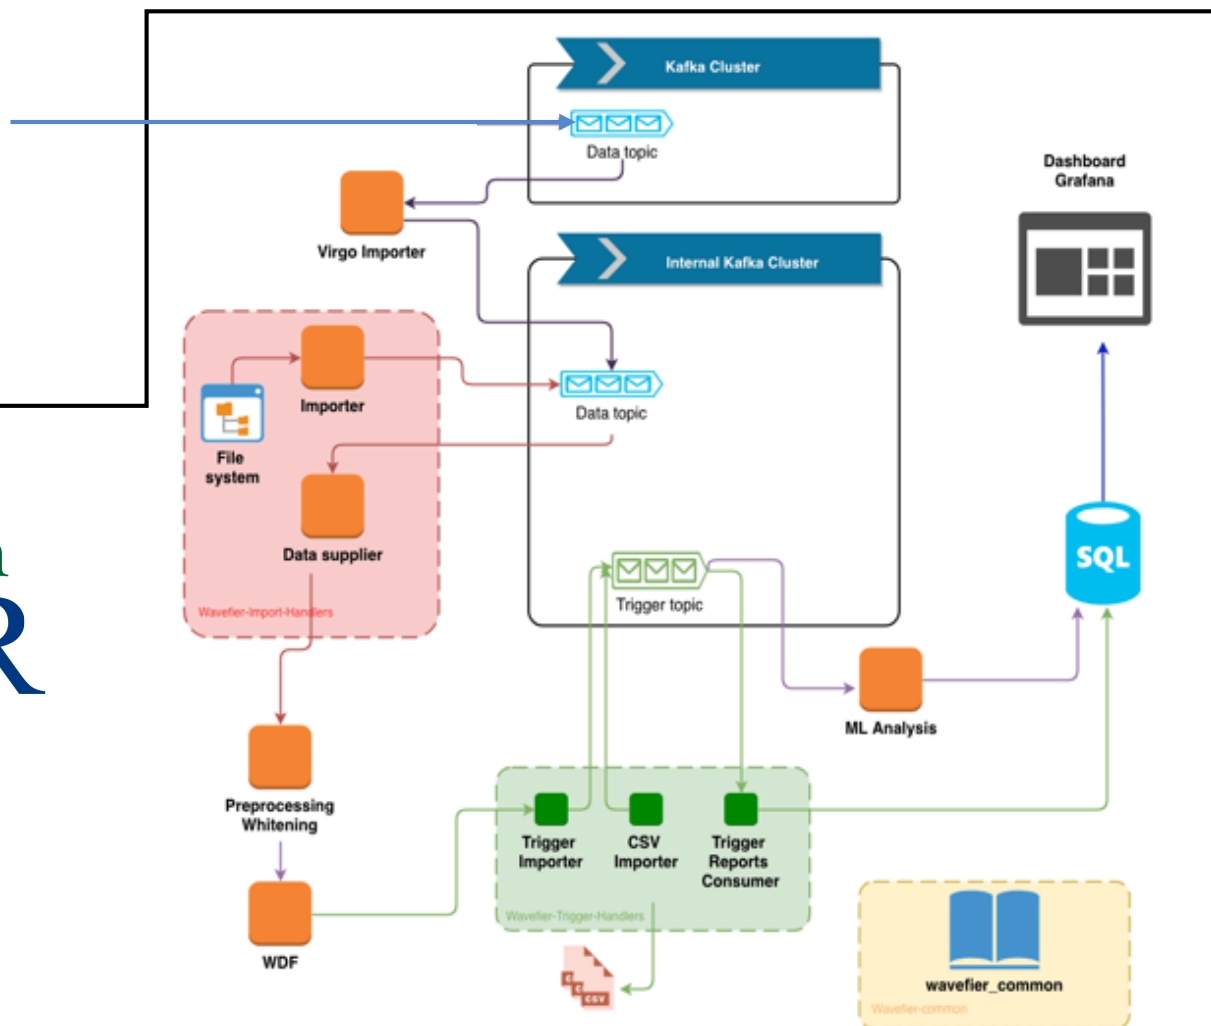 Kafka Cluster
Data topic
Dashboard
Grafana
Virgo Importer
Internal Kafka Cluster
Importer
Data topic
File
system
Data supplier
SQL
Wavefier-Import-Handlers
Trigger topic
n
R
ML Analysis
Preprocessing
Whitening
Trigger
Importer
CSV
Importer
Trigger
Reports
Consumer
Wavefier-Trigger-Handlers
WDF
CSV
wavefier_common
Wavefier-common